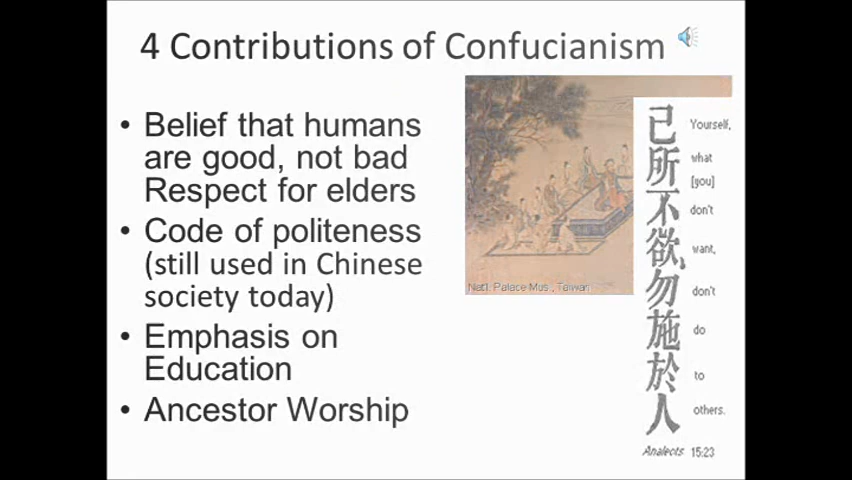 4 Contributions of Confucianism
• Belief that humans
are good, not bad
Respect for elders
• Code of politeness
(still used in Chinese
society today)
• Emphasis on
Education
• Ancestor Worship
Nat'l. Palace Mus., Taiwan
己 Yourself,
所 what
[you]
不 don't
欲, want,
勿 don't
施 do
於 to
人 others.
Analects 15:23